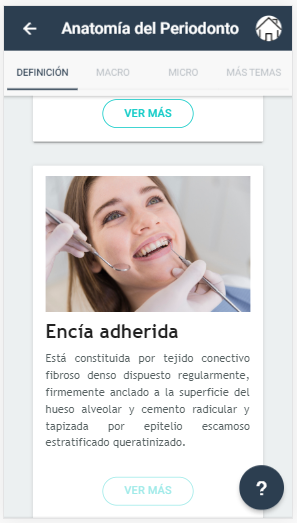 Anatomía del Periodonto
DEFINICIÓN MACRO MICRO MÁS TEMAS
VER MÁS
Encía adherida
Está constituida por tejido conectivo
fibroso denso dispuesto regularmente,
firmemente anclado a la superficie del
hueso alveolar y cemento radicular y
tapizada por epitelio escamoso
estratificado queratinizado.
VER MÁS
?